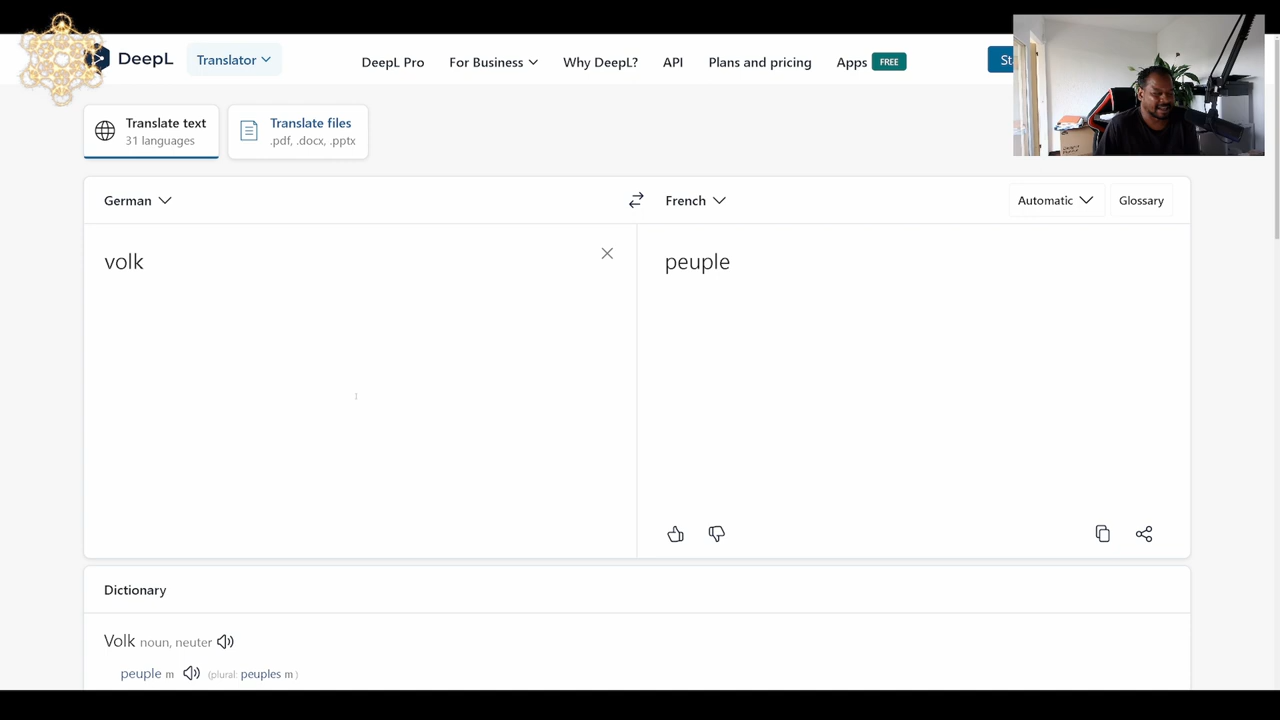 DeepL
Translator
DeepL Pro
For Business
Why DeepL?
API
Plans and pricing
Apps FREE
Translate text
31 languages
Translate files
.pdf, .docx, .pptx
German
French
Automatic
Glossary
volk
peuple
Dictionary
Volk noun, neuter
peuple m (plural: peuples m )